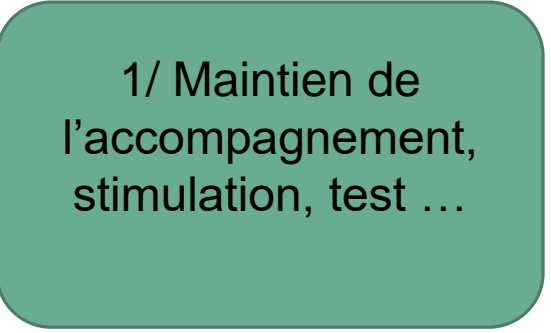 1/ Maintien de
l’accompagnement,
stimulation, test …